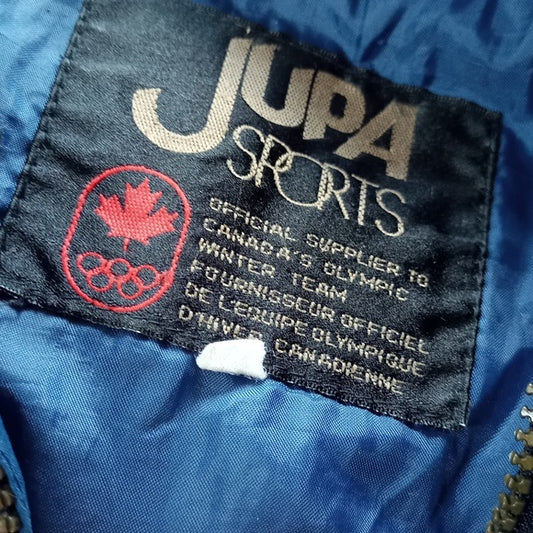 JUPA
SPORTS
OFFICIAL SUPPLIER TO
CANADA'S OLYMPIC
WINTER TEAM
FOURNISSEUR OFFICIEL
DE L'EQUIPE OLYMPIQUE
D'HIVER CANADIENNE